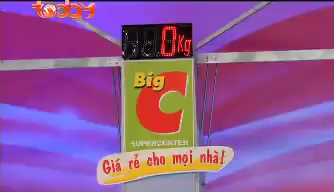 today
0Kg
Big
C
SUPERCENTER
Giá rẻ cho mọi nhà!